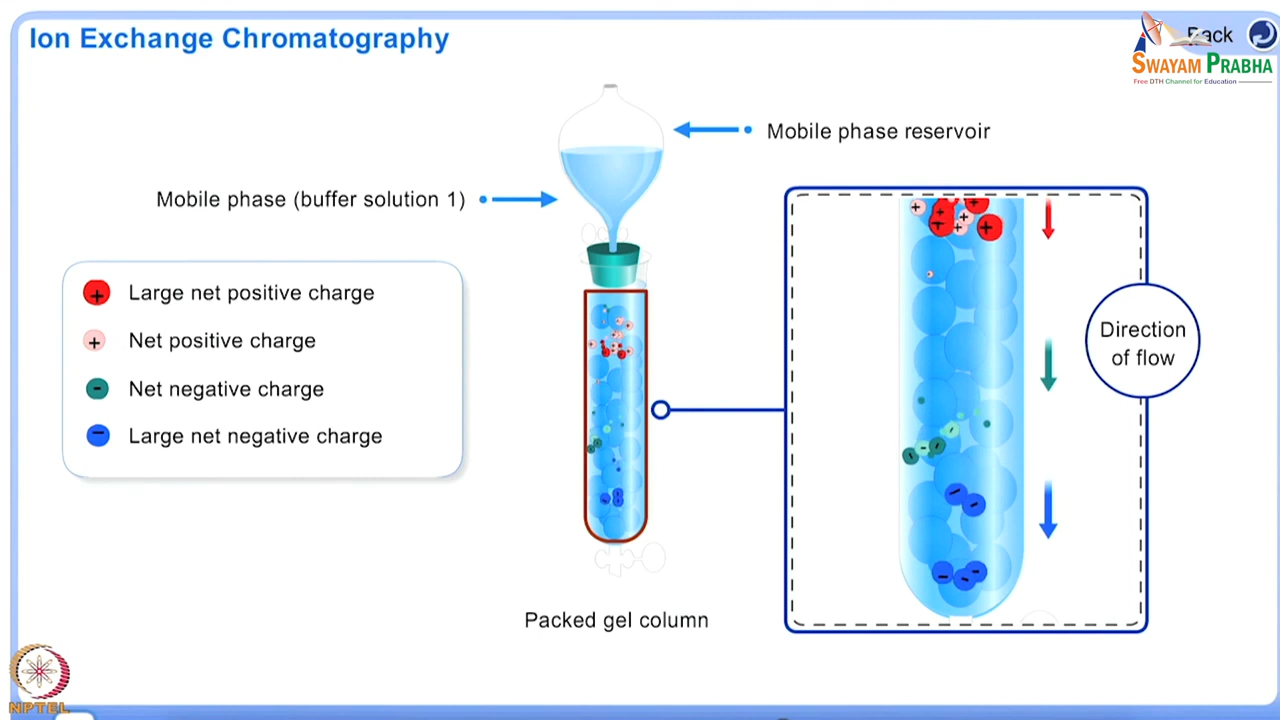 Ion Exchange Chromatography
Back
SWAYAM PRABHA
Free DTH Channel for Education
Mobile phase reservoir
Mobile phase (buffer solution 1)
Large net positive charge
Net positive charge
Net negative charge
Large net negative charge
Direction
of flow
Packed gel column
NPTEL